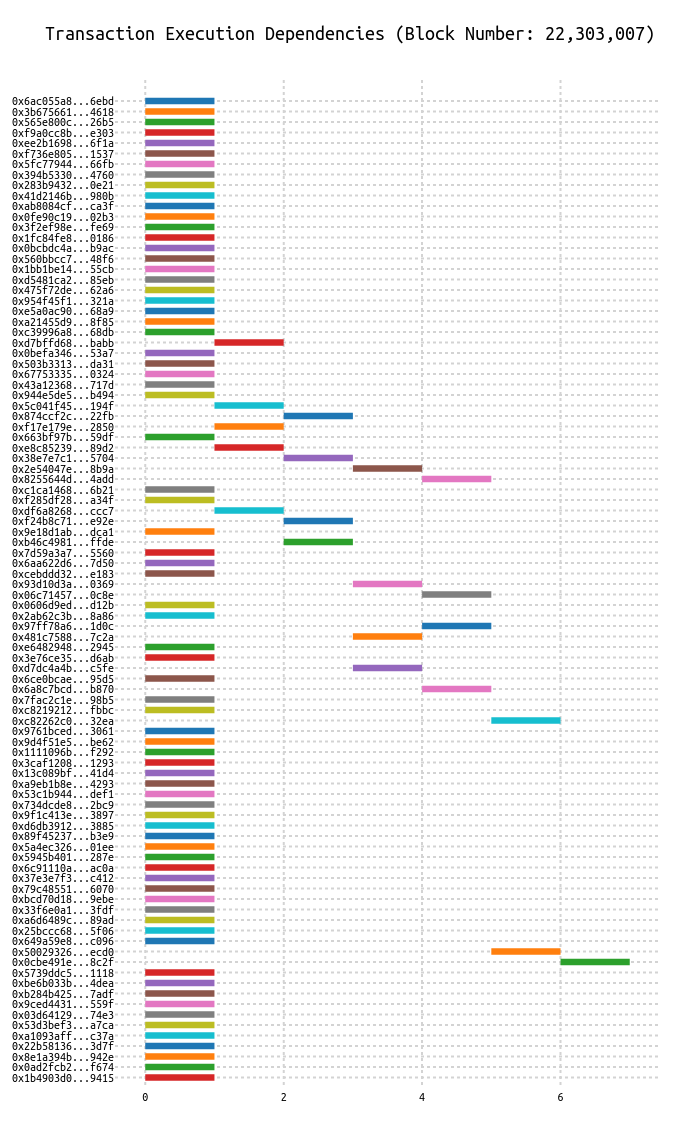 Transaction Execution Dependencies (Block Number: 22,303,007)
0x6ac055a8...6ebd
0x3b675661...4618
0x565e800c...26b5
0xf9a0cc8b...e303
0xee2b1698...6f1a
0xf736e805...1537
0x5fc77944...66fb
0x394b5330...4760
0x283b9432...0e21
0x41d2146b...980b
0xab8084cf...ca3f
0x0fe90c19...02b3
0x3f2ef98e...fe69
0x1fc84fe8...0186
0x0bcbdc4a...b9ac
0x560bbcc7...48f6
0x1bb1be14...55cb
0xd5481ca2...85eb
0x475f72de...62a6
0x954f45f1...321a
0xe5a0ac90...68a9
0xa21455d9...8f85
0xc39996a8...68db
0xd7bffd68...babb
0x0befa346...53a7
0x503b3313...da31
0x67753335...0324
0x43a12368...717d
0x944e5de5...b494
0x5c041f45...194f
0x874ccf2c...22fb
0xf17e179e...2850
0x663bf97b...59df
0xe8c85239...89d2
0x38e7e7c1...5704
0x2e54047e...8b9a
0x8255644d...4add
0xc1ca1468...6b21
0xf285df28...a34f
0xdf6a8268...ccc7
0xf24b8c71...e92e
0x9e18d1ab...dca1
0xb46c4981...ffde
0x7d59a3a7...5560
0x6aa622d6...7d50
0xcebddd32...e183
0x93d10d3a...0369
0x06c71457...0c8e
0x0606d9ed...d12b
0x2ab62c3b...8a86
0x97ff78a6...1d0c
0x481c7588...7c2a
0xe6482948...2945
0x3e76ce35...d6ab
0xd7dc4a4b...c5fe
0x6ce0bcae...95d5
0x6a8c7bcd...b870
0x7fac2c1e...98b5
0xc8219212...fbbc
0xc82262c0...32ea
0x9761bced...3061
0x9d4f51e5...be62
0x1111096b...f292
0x3caf1208...1293
0x13c089bf...41d4
0xa9eb1b8e...4293
0x53c1b944...def1
0x734dcde8...2bc9
0x9f1c413e...3897
0xd6db3912...3885
0x89f45237...b3e9
0x5a4ec326...01ee
0x5945b401...287e
0x6c91110a...ac0a
0x37e3e7f3...c412
0x79c48551...6070
0xbcd70d18...9ebe
0x33f6e0a1...3fdf
0xa6d6489c...89ad
0x25bccc68...5f06
0x649a59e8...c096
0x50029326...ecd0
0x0cbe491e...8c2f
0x5739ddc5...1118
0xbe6b033b...4dea
0xb284b425...7adf
0x9ced4431...559f
0x03d64129...74e3
0x53d3bef3...a7ca
0xa1093aff...c37a
0x22b58136...3d7f
0x8e1a394b...942e
0x0ad2fcb2...f674
0x1b4903d0...9415
0 2 4 6